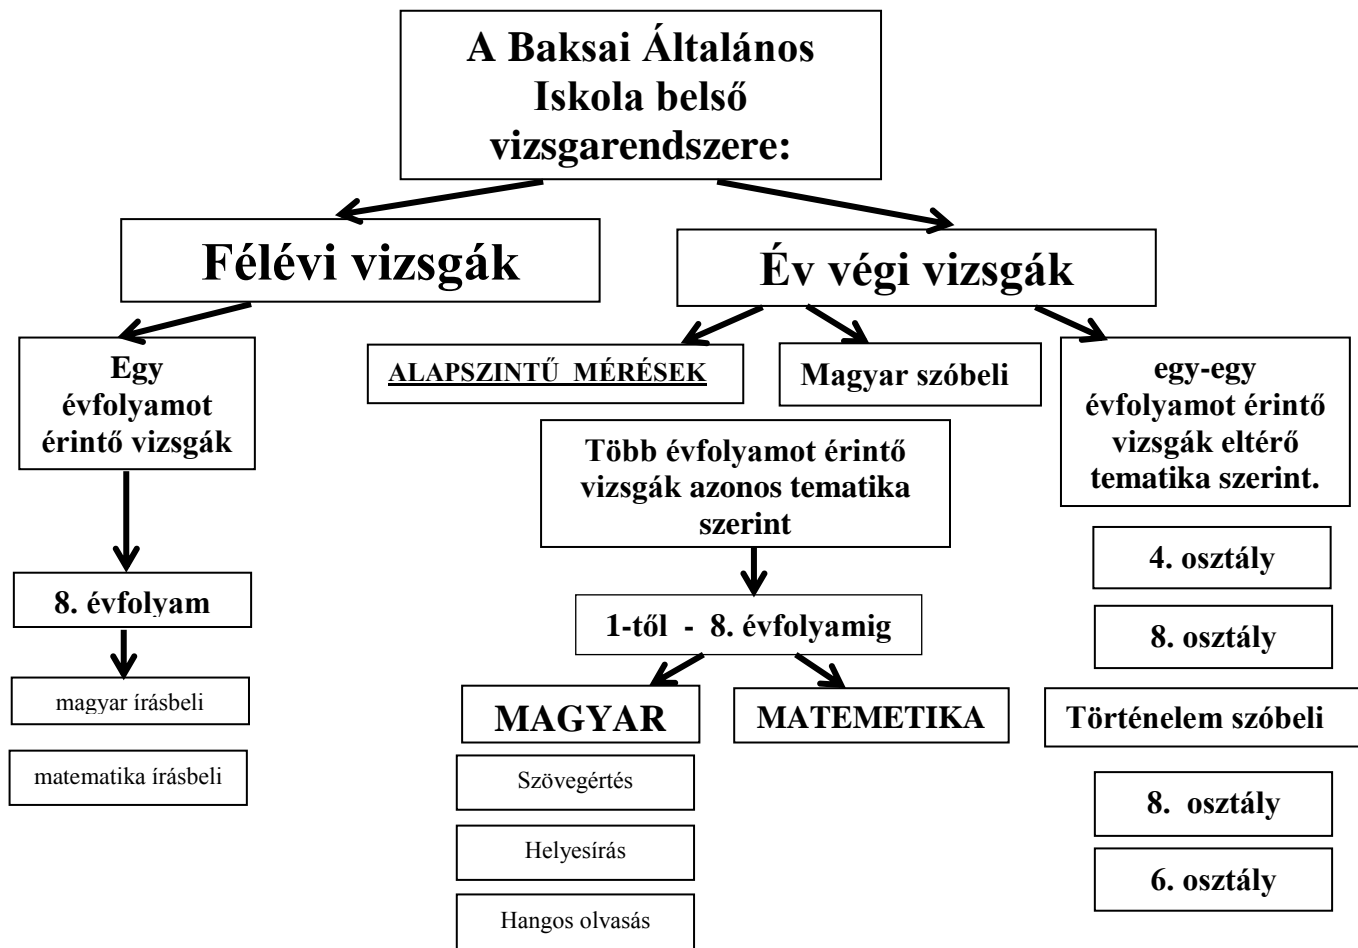 A Baksai Általános
Iskola belső
vizsgarendszere:
Félévi vizsgák
Év végi vizsgák
Egy
évfolyamot
érintő vizsgák
ALAPSZINTŰ MÉRÉSEK
Magyar szóbeli
egy-egy
évfolyamot érintő
vizsgák eltérő
tematika szerint.
Több évfolyamot érintő
vizsgák azonos tematika
szerint
4. osztály
8. évfolyam
1-től - 8. évfolyamig
8. osztály
magyar írásbeli
MAGYAR
MATEMETIKA
Történelem szóbeli
matematika írásbeli
Szövegértés
8. osztály
Helyesírás
6. osztály
Hangos olvasás